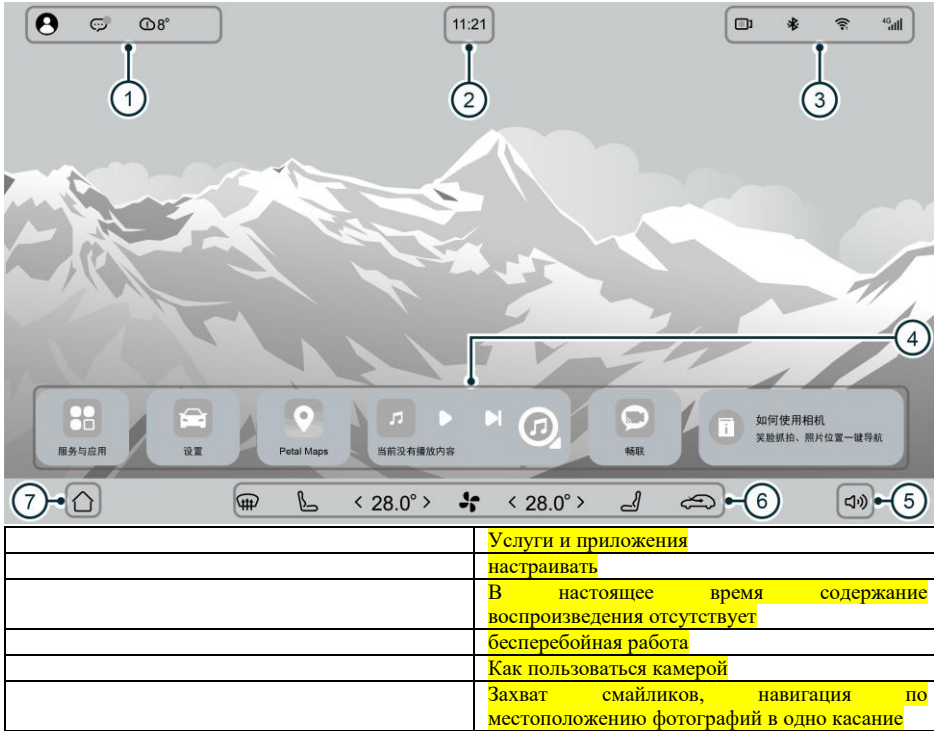 8°
11:21
4G
1
2
3
4
服务与应用
设置
Petal Maps
当前没有播放内容
畅联
如何使用相机
笑脸抓拍、照片位置一键导航
7
< 28.0° >
< 28.0° >
6
5
Услуги и приложения
настраивать
В настоящее время содержание
воспроизведения отсутствует
бесперебойная работа
Как пользоваться камерой
Захват смайликов, навигация по
местоположению фотографий в одно касание